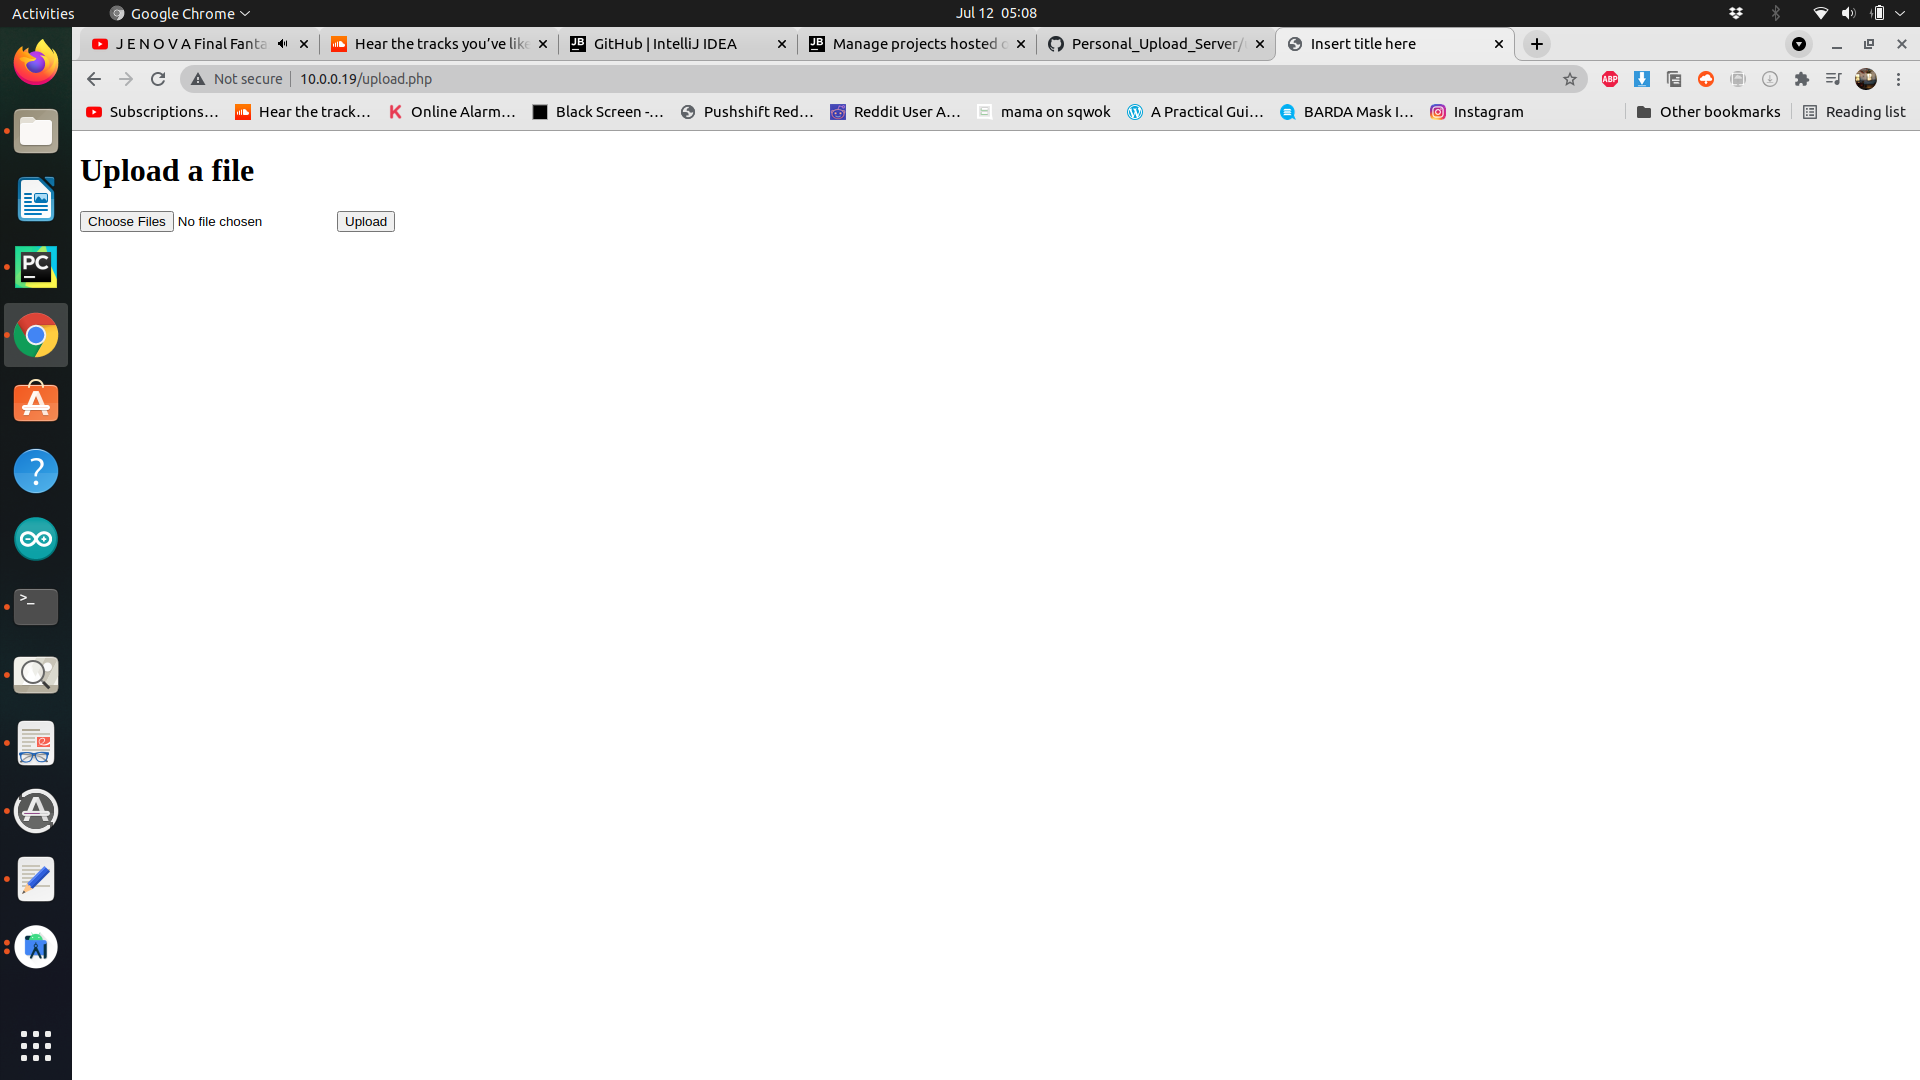 Activities
Google Chrome
Jul 12 05:08
J E N O V A Final Fanta
Hear the tracks you've like
GitHub | IntelliJ IDEA
Manage projects hosted o
Personal_Upload_Server/
Insert title here
Not secure
10.0.0.19/upload.php
ABP
Subscriptions...
Hear the track...
Online Alarm...
Black Screen -...
Pushshift Red...
Reddit User A...
mama on sqwok
A Practical Gui...
BARDA Mask I...
Instagram
Other bookmarks
Reading list
Upload a file
Choose Files
No file chosen
Upload
PC
>_